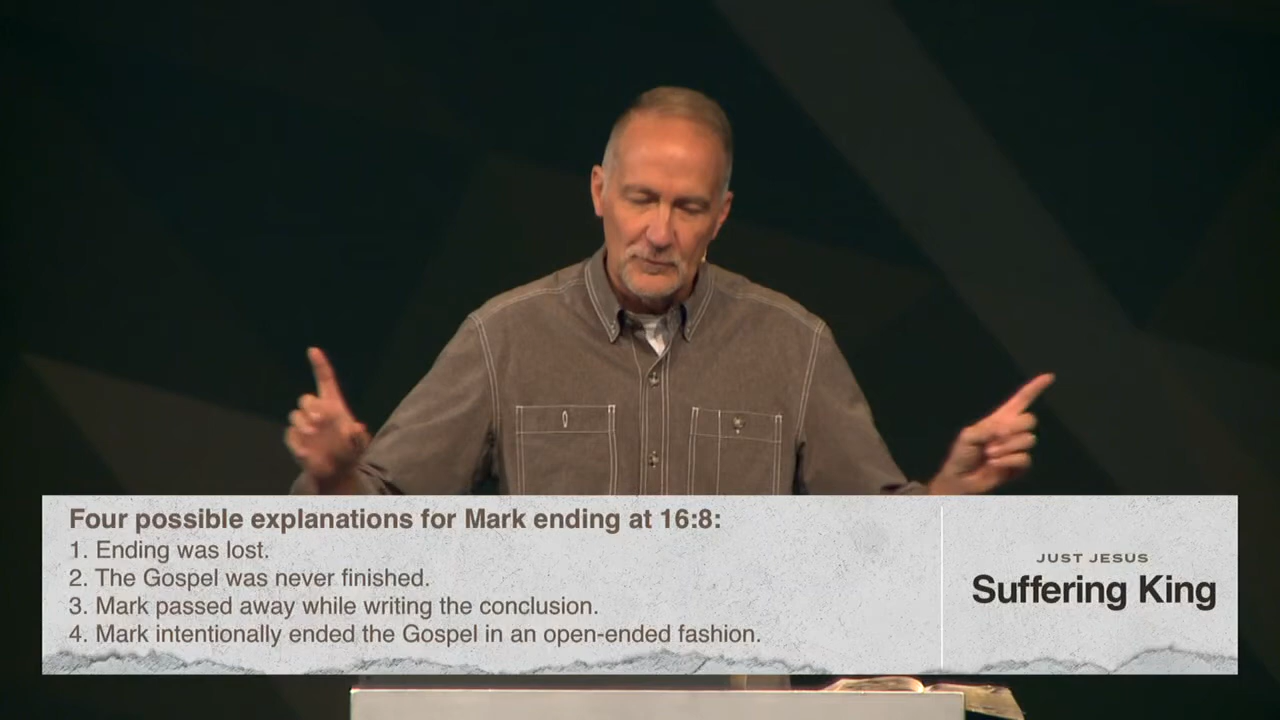 Four possible explanations for Mark ending at 16:8:
1. Ending was lost.
2. The Gospel was never finished.
3. Mark passed away while writing the conclusion.
4. Mark intentionally ended the Gospel in an open-ended fashion.
JUST JESUS
Suffering King